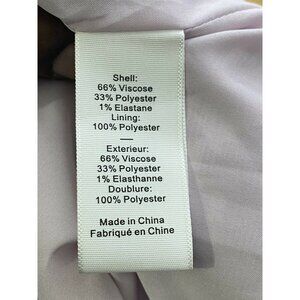 Shell:
66% Viscose
33% Polyester
1% Elastane
Lining:
100% Polyester
—
Exterieur:
66% Viscose
33% Polyester
1% Elasthanne
Doublure:
100% Polyester
Made in China
Fabriqué en Chine